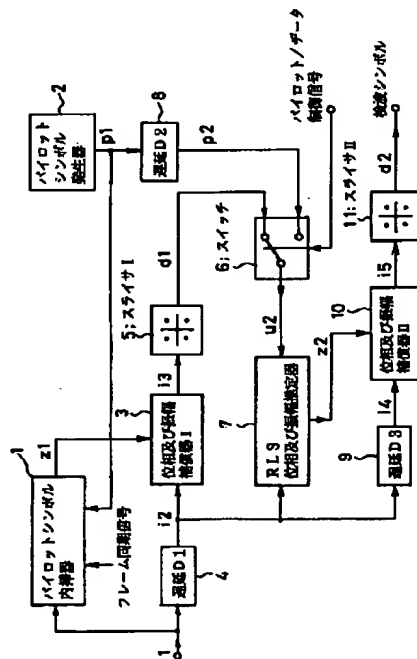 2
パイロット
シンボル
発生器
p1
8
遅延D2
p2
パイロット/データ
制御信号
検波シンボル
d2
11;スライサII
i5
10
位相及び振幅
補償器II
i4
9
遅延D3
6;スイッチ
d1
u2
z2
7
RLS
位相及び振幅推定器
5;スライサI
i3
3
位相及び振幅
補償器I
z1
i2
1
パイロットシンボル
内挿器
フレーム同期信号
遅延D1
4
1